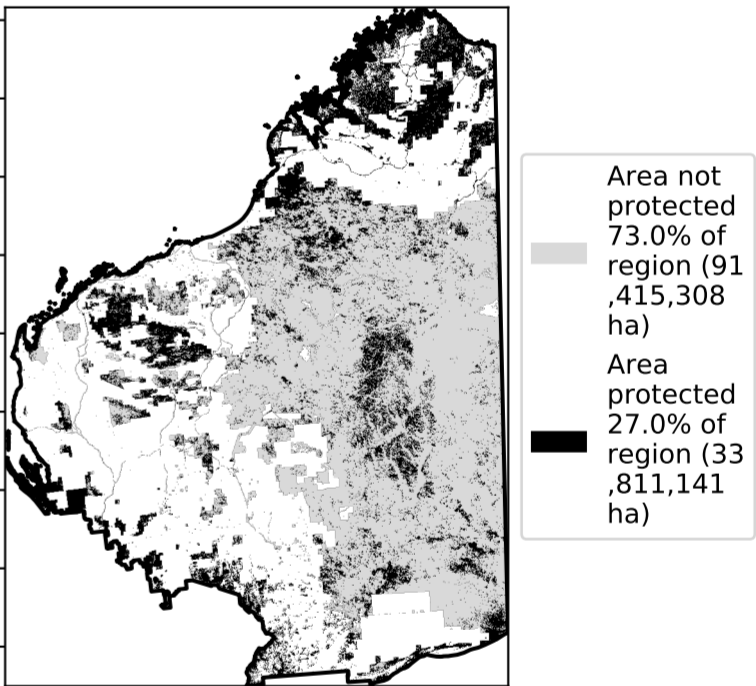 Area not
protected
73.0% of
region (91
,415,308
ha)
Area
protected
27.0% of
region (33
,811,141
ha)